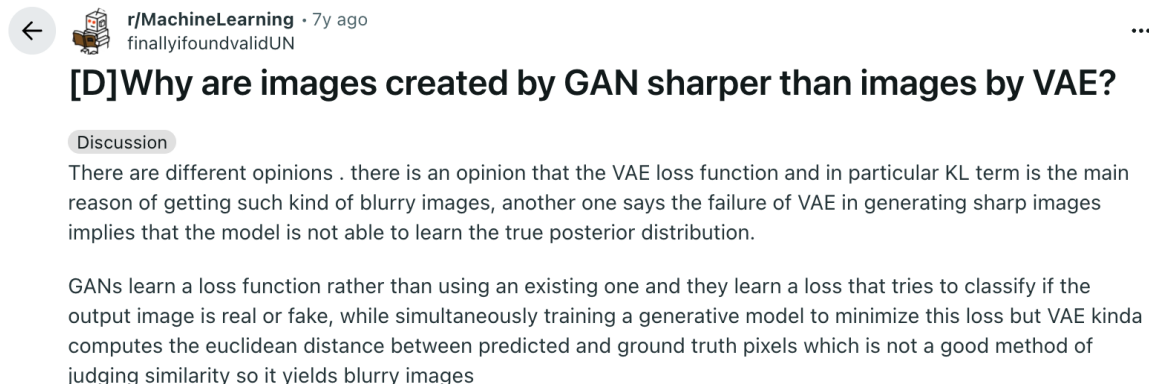 r/MachineLearning • 7y ago
finallyifoundvalidUN
[D]Why are images created by GAN sharper than images by VAE?
Discussion
There are different opinions . there is an opinion that the VAE loss function and in particular KL term is the main
reason of getting such kind of blurry images, another one says the failure of VAE in generating sharp images
implies that the model is not able to learn the true posterior distribution.
GANs learn a loss function rather than using an existing one and they learn a loss that tries to classify if the
output image is real or fake, while simultaneously training a generative model to minimize this loss but VAE kinda
computes the euclidean distance between predicted and ground truth pixels which is not a good method of
judging similarity so it yields blurry images